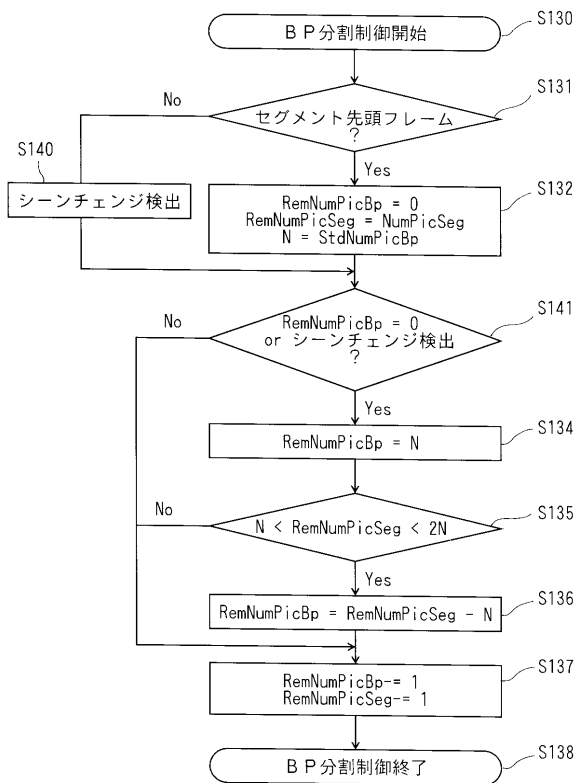 BP分割制御開始
S130
S131
No
セグメント先頭フレーム
?
S140
Yes
シーンチェンジ検出
S132
RemNumPicBp = 0
RemNumPicSeg = NumPicSeg
N = StdNumPicBp
S141
No
RemNumPicBp = 0
or シーンチェンジ検出
?
Yes
S134
RemNumPicBp = N
S135
No
N < RemNumPicSeg < 2N
Yes
S136
RemNumPicBp = RemNumPicSeg - N
S137
RemNumPicBp-= 1
RemNumPicSeg-= 1
BP分割制御終了
S138